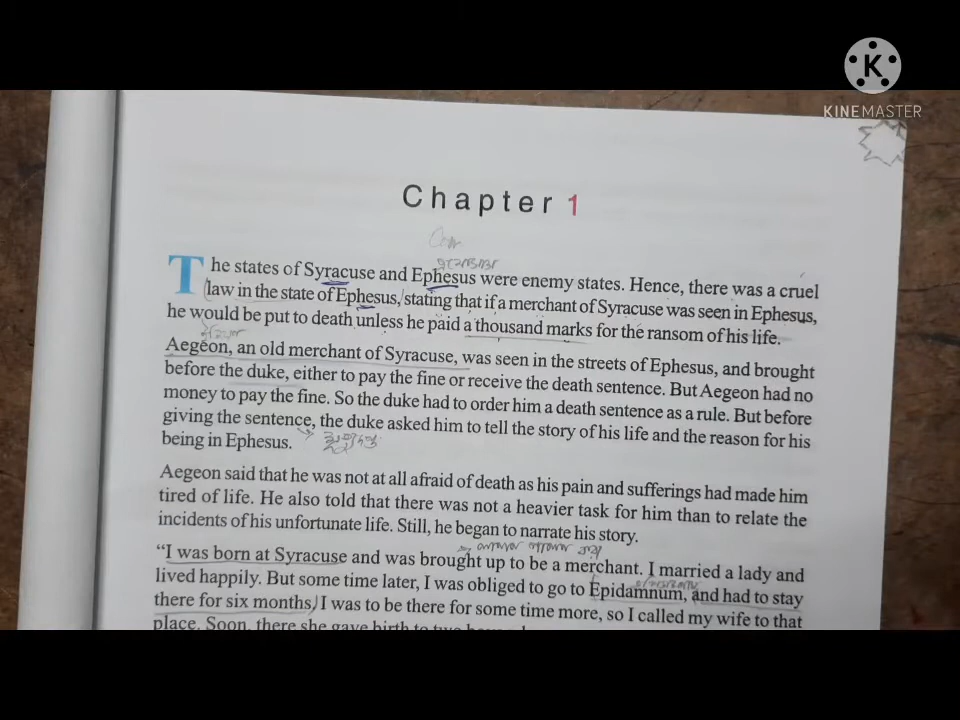 K
KINEMASTER
Chapter 1
The states of Syracuse and Ephesus were enemy states. Hence, there was a cruel
law in the state of Ephesus, stating that if a merchant of Syracuse was seen in Ephesus,
he would be put to death unless he paid a thousand marks for the ransom of his life.
Aegeon, an old merchant of Syracuse, was seen in the streets of Ephesus, and brought
before the duke, either to pay the fine or receive the death sentence. But Aegeon had no
money to pay the fine. So the duke had to order him a death sentence as a rule. But before
giving the sentence, the duke asked him to tell the story of his life and the reason for his
মৃত্যুদণ্ড
being in Ephesus.
Aegeon said that he was not at all afraid of death as his pain and sufferings had made him
tired of life. He also told that there was not a heavier task for him than to relate the
incidents of his unfortunate life. Still, he began to narrate his story.
“I was born at Syracuse and was brought up to be a merchant. I married a lady and
lived happily. But some time later, I was obliged to go to Epidamnum, and had to stay
there for six months, I was to be there for some time more, so I called my wife to that
place. Soon, there she gave birth to two